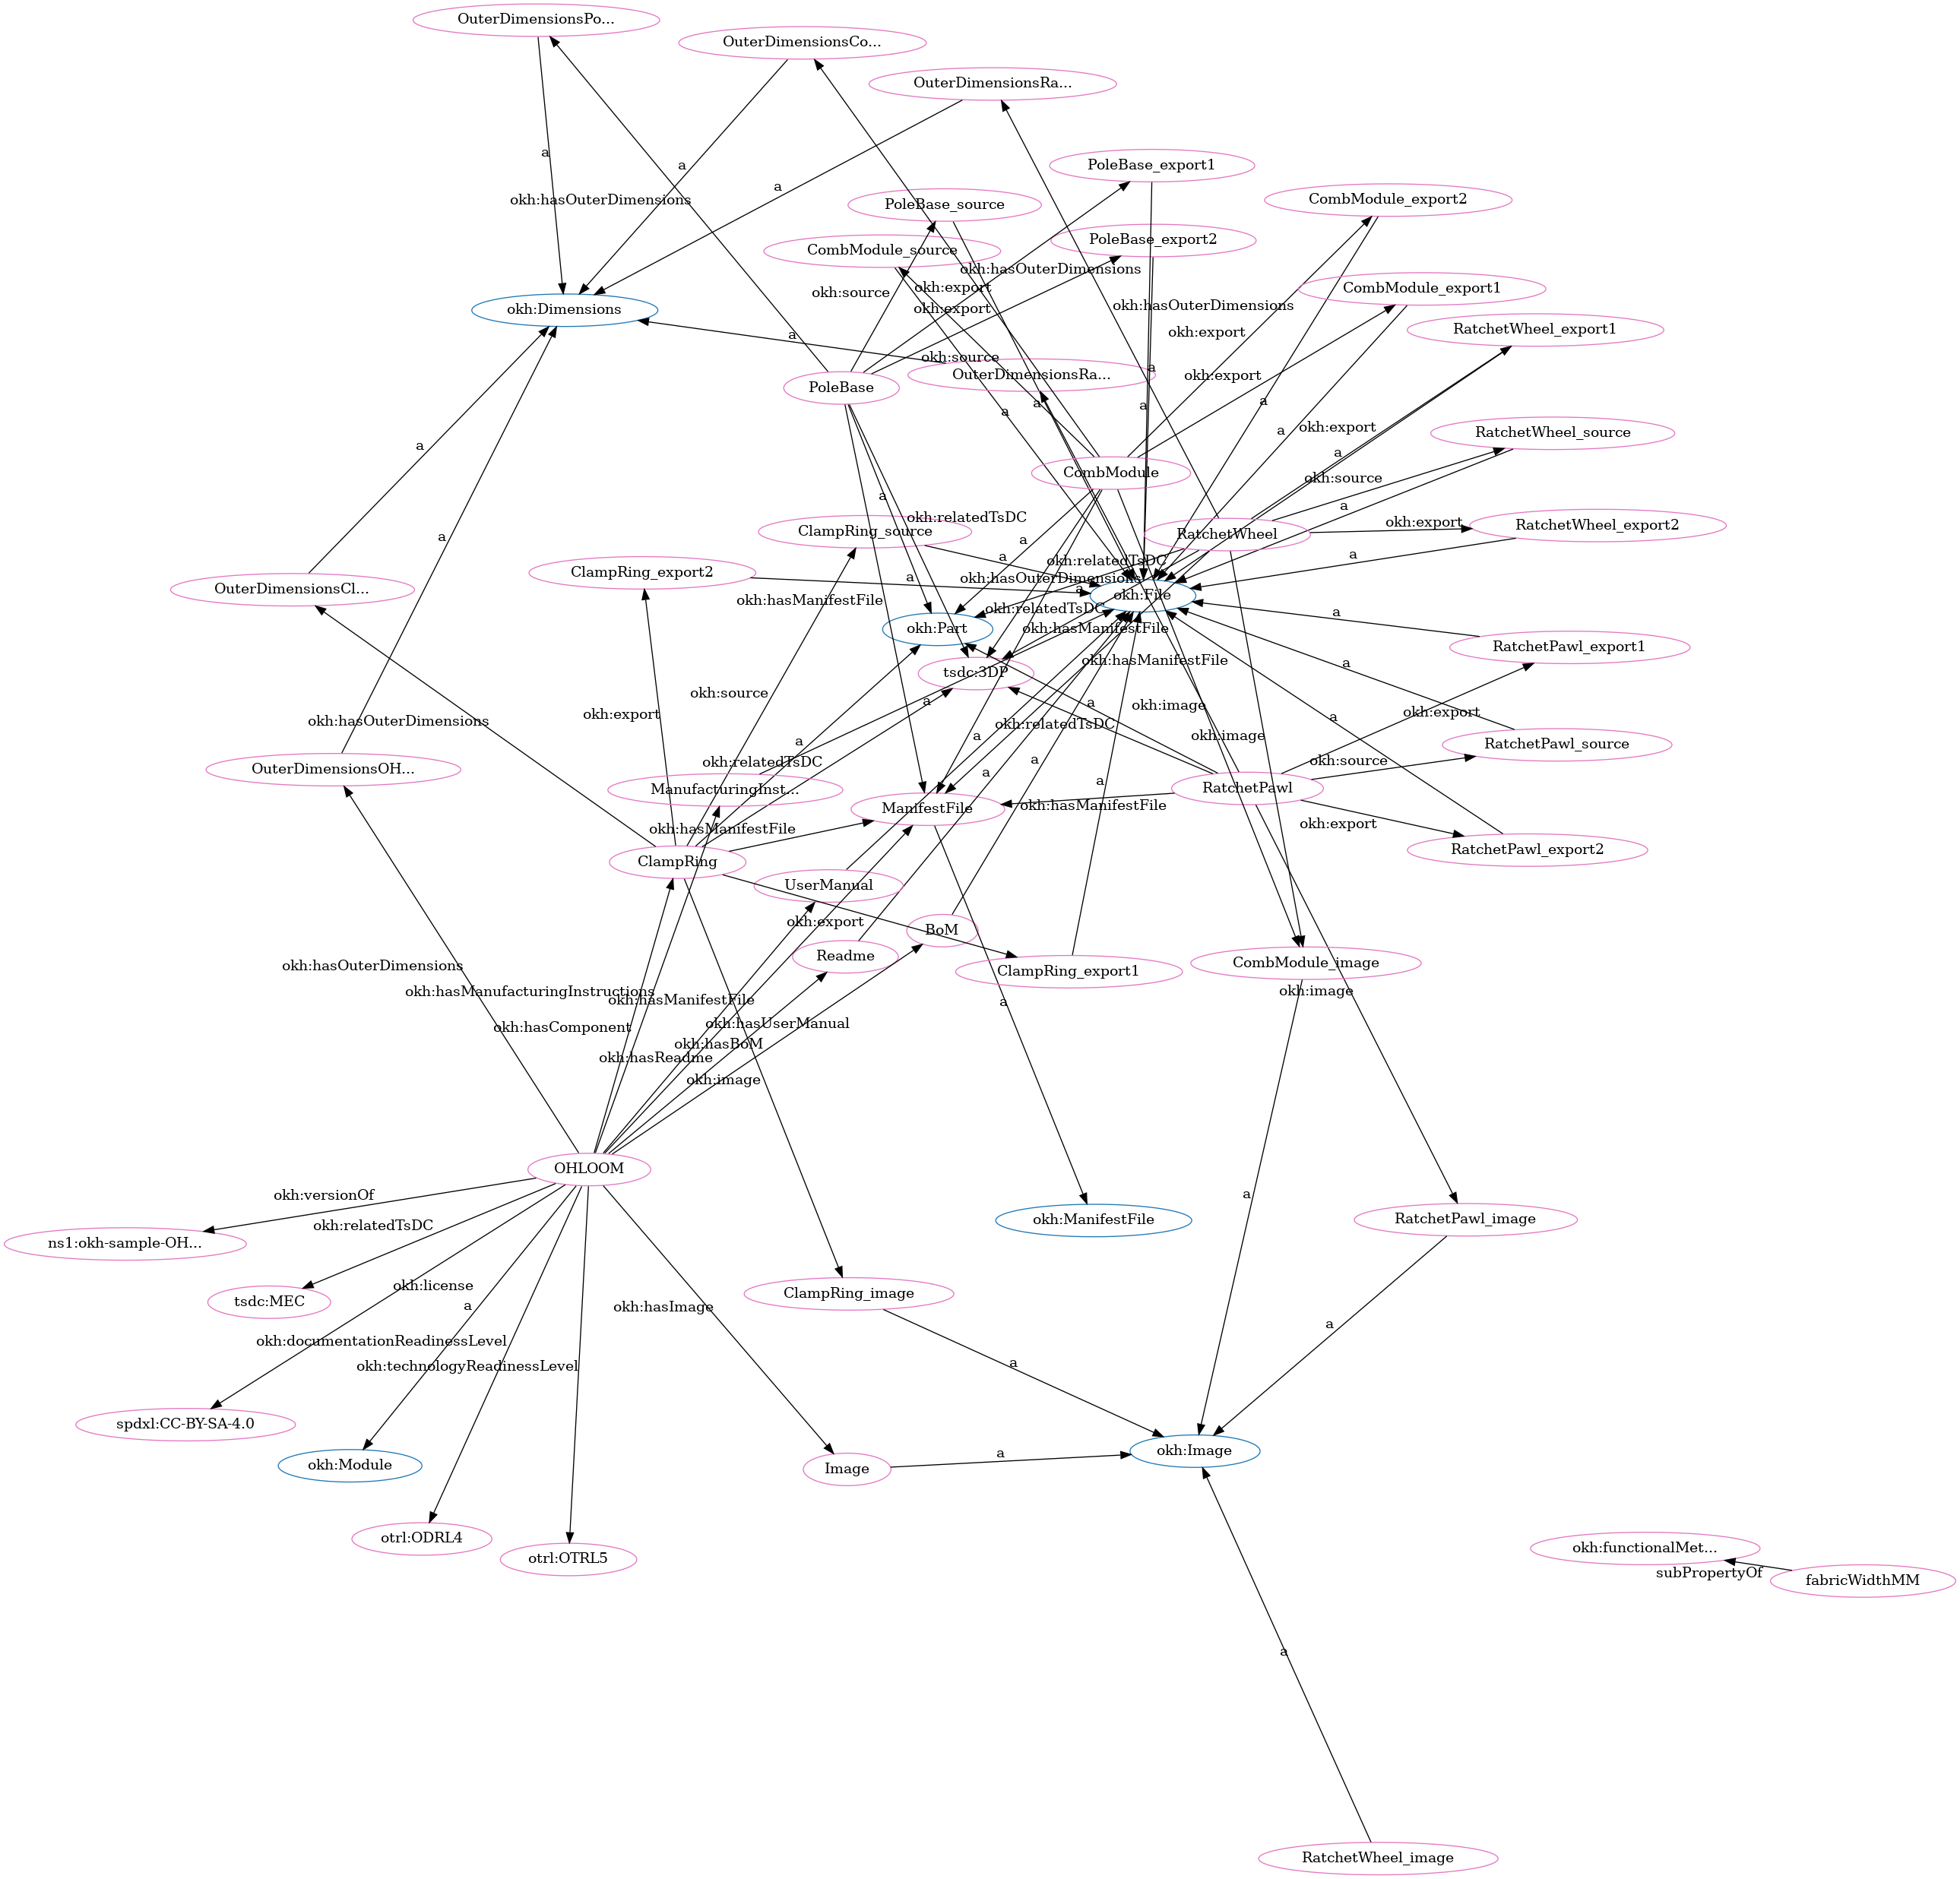 OuterDimensionsPo...
OuterDimensionsCo...
OuterDimensionsRa...
a
PoleBase_export1
a
a
okh:hasOuterDimensions
PoleBase_source
CombModule_export2
PoleBase_export2
CombModule_source
okh:hasOuterDimensions
okh:export
okh:source
CombModule_export1
okh:Dimensions
okh:export
okh:hasOuterDimensions
okh:export
RatchetWheel_export1
a
okh:source
a
OuterDimensionsRa...
okh:export
PoleBase
a
a
a
a
a
okh:export
RatchetWheel_source
a
a
CombModule
okh:source
a
a
okh:relatedTsDC
okh:export
RatchetWheel_export2
ClampRing_source
RatchetWheel
a
a
a
a
okh:relatedTsDC
ClampRing_export2
a
okh:hasOuterDimensions
OuterDimensionsCl...
a
okh:File
okh:hasManifestFile
okh:relatedTsDC
a
okh:Part
okh:hasManifestFile
RatchetPawl_export1
okh:hasManifestFile
a
tsdc:3DP
okh:source
a
a
okh:image
okh:export
okh:export
a
okh:hasOuterDimensions
okh:relatedTsDC
a
a
okh:image
RatchetPawl_source
a
okh:relatedTsDC
a
okh:source
OuterDimensionsOH...
a
a
ManufacturingInst...
RatchetPawl
okh:hasManifestFile
ManifestFile
okh:export
okh:hasManifestFile
RatchetPawl_export2
ClampRing
UserManual
okh:export
BoM
Readme
CombModule_image
okh:hasOuterDimensions
ClampRing_export1
okh:hasManufacturingInstructions
okh:image
okh:hasManifestFile
a
okh:hasComponent
okh:hasUserManual
okh:hasBoM
okh:hasReadme
okh:image
OHLOOM
okh:versionOf
a
okh:ManifestFile
RatchetPawl_image
okh:relatedTsDC
ns1:okh-sample-OH...
okh:license
ClampRing_image
tsdc:MEC
a
okh:hasImage
a
okh:documentationReadinessLevel
okh:technologyReadinessLevel
a
spdxl:CC-BY-SA-4.0
okh:Image
a
okh:Module
Image
otrl:ODRL4
okh:functionalMet...
otrl:OTRL5
subPropertyOf
fabricWidthMM
a
RatchetWheel_image